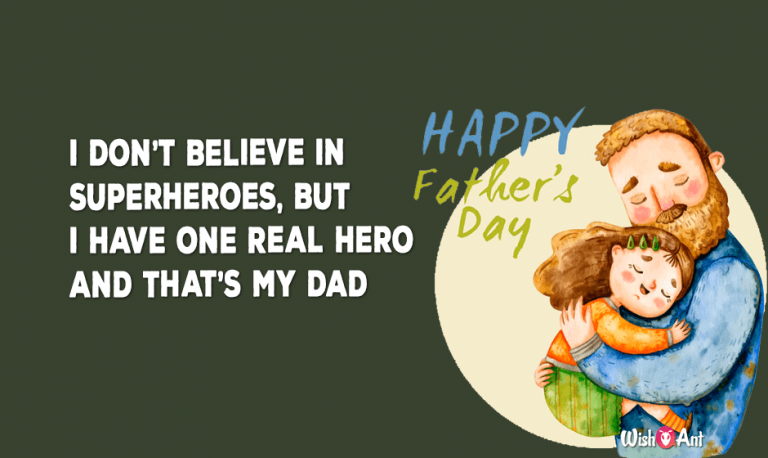 I DON'T BELIEVE IN
SUPERHEROES, BUT
I HAVE ONE REAL HERO
AND THAT'S MY DAD
HAPPY
Father's
Day
Wish Ant